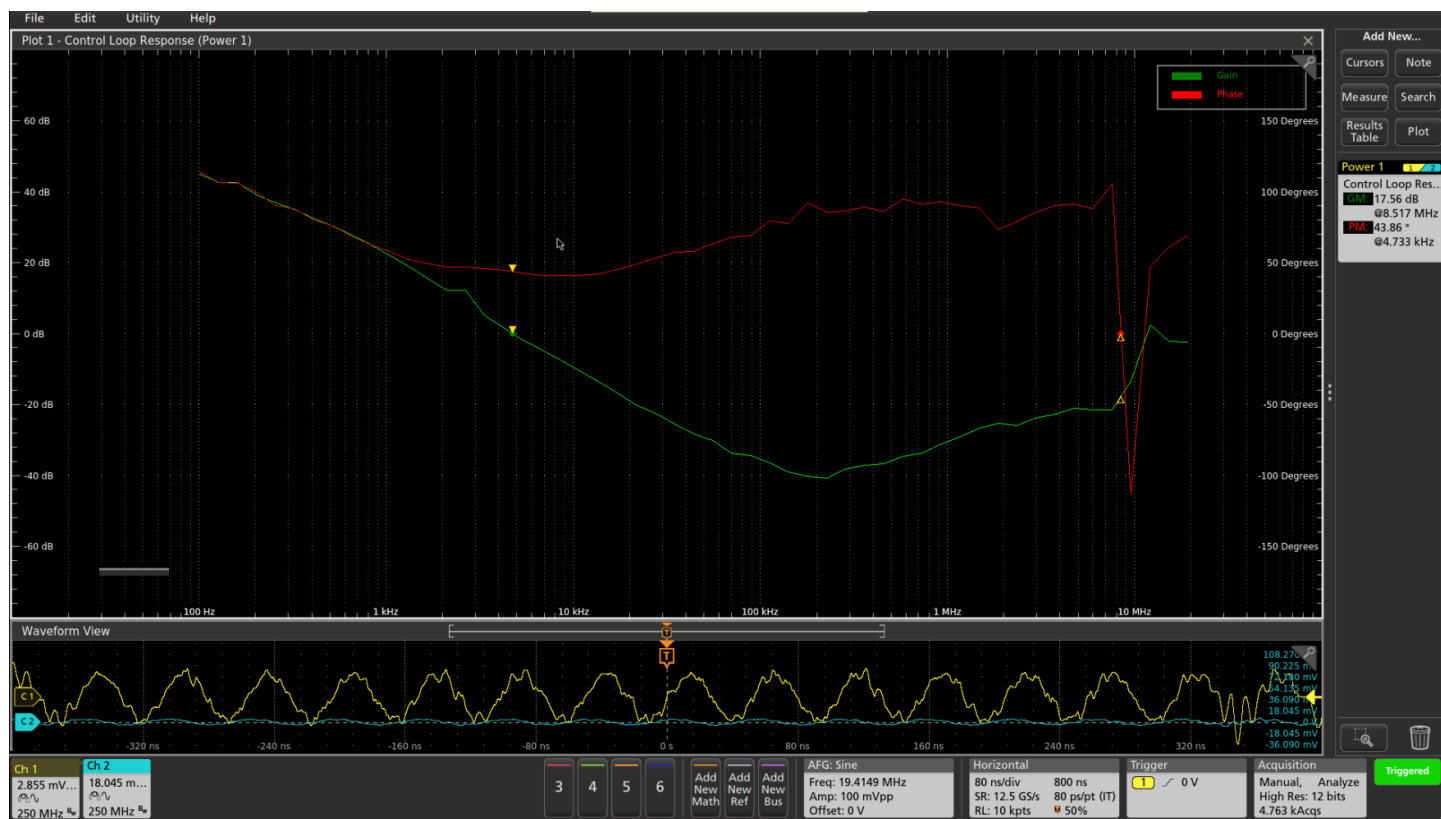 File Edit Utility Help
Plot 1 - Control Loop Response (Power 1)
Gain
Phase
60 dB
40 dB
20 dB
0 dB
-20 dB
-40 dB
-60 dB
150 Degrees
100 Degrees
50 Degrees
0 Degrees
-50 Degrees
-100 Degrees
-150 Degrees
100 Hz 1 kHz 10 kHz 100 kHz 1 MHz 10 MHz
Waveform View
T
T
C 1
C 2
90.225 mV
36.090 mV
18.045 mV
-18.045 mV
-36.090 mV
-320 ns -240 ns -160 ns -80 ns 0 s 80 ns 160 ns 240 ns 320 ns
Add New...
Cursors Note
Measure Search
Results Table Plot
Power 1 1 2
Control Loop Res...
GM: 17.56 dB
@8.517 MHz
PM: 43.86 °
@4.733 kHz
Ch 1
2.855 mV...
250 MHz Bw
Ch 2
18.045 m...
250 MHz Bw
3 4 5 6
Add New Math
Add New Ref
Add New Bus
AFG: Sine
Freq: 19.4149 MHz
Amp: 100 mVpp
Offset: 0 V
Horizontal
80 ns/div 800 ns
SR: 12.5 GS/s 80 ps/pt (IT)
RL: 10 kpts 50%
Trigger
1 0 V
Acquisition
Manual, Analyze
High Res: 12 bits
4.763 kAcqs
Triggered